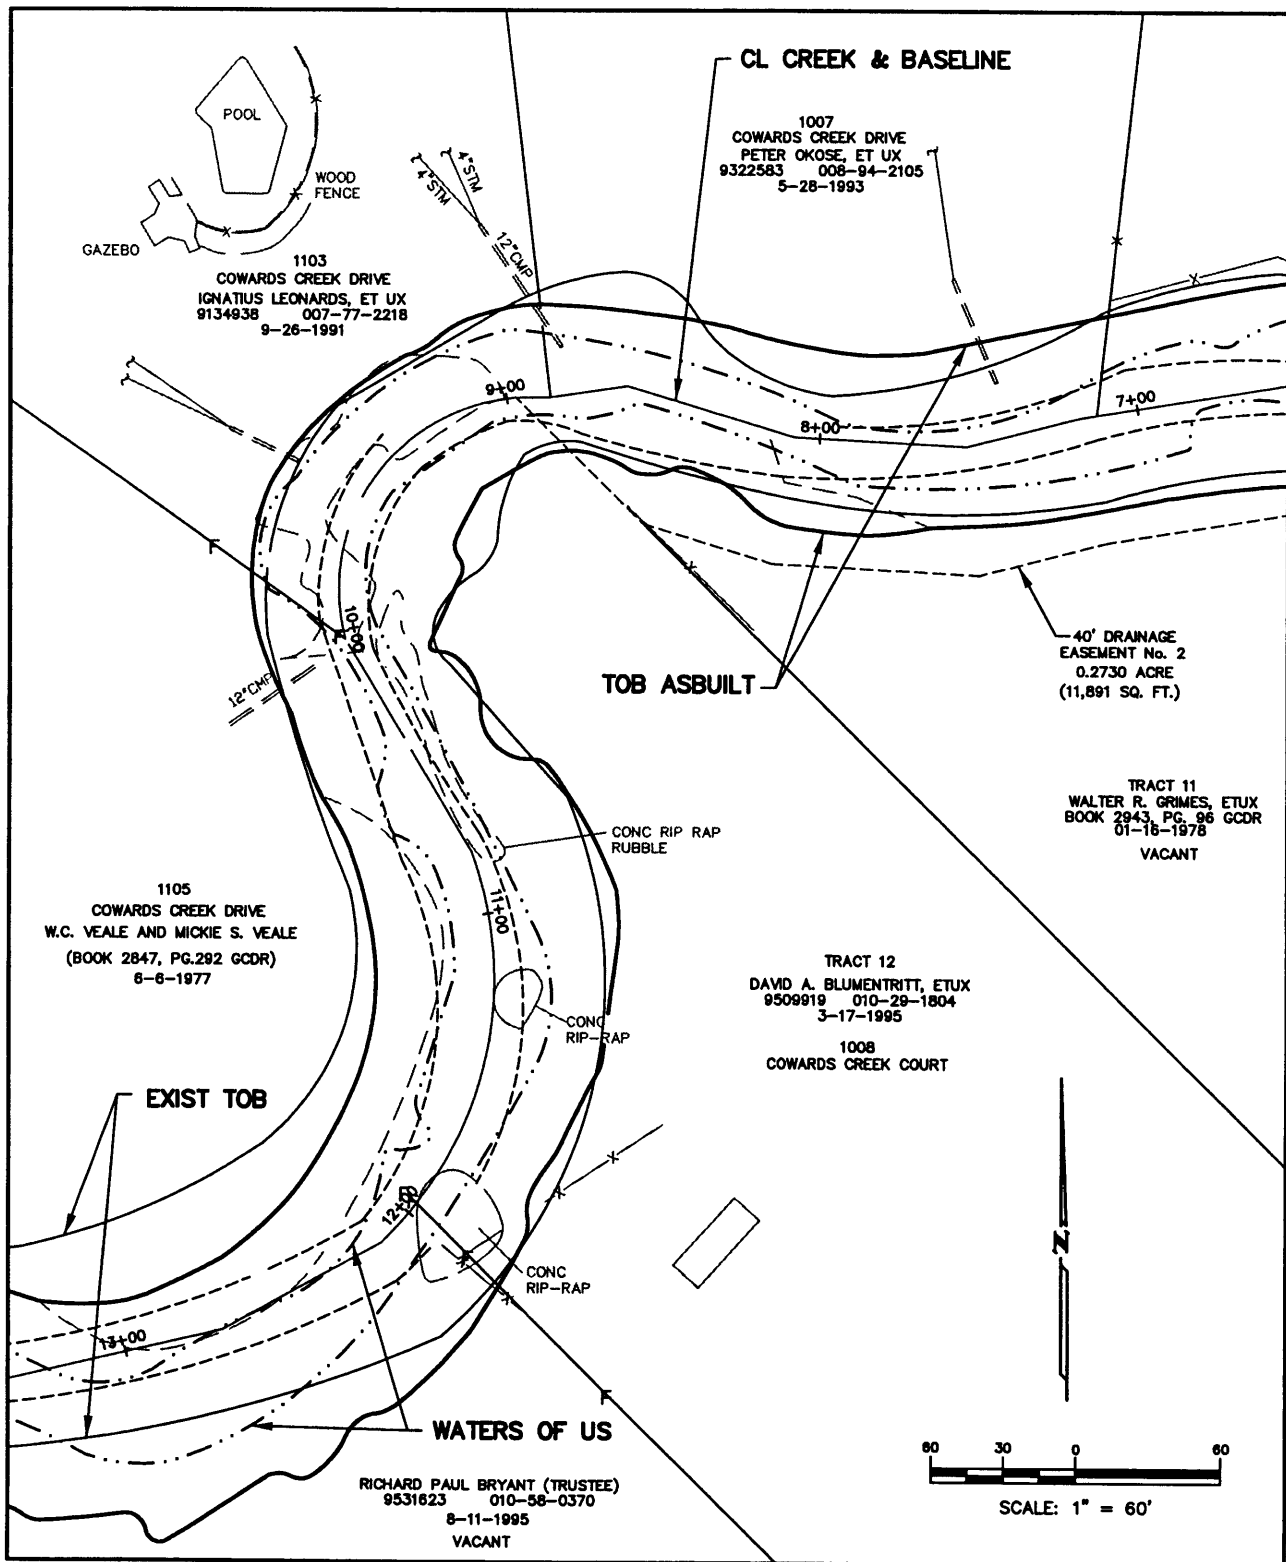 CL CREEK & BASELINE
POOL
WOOD
FENCE
GAZEBO
4"STM
4"STM
12"CMP
1007
COWARDS CREEK DRIVE
PETER OKOSE, ET UX
9322583 008-94-2105
5-28-1993
1103
COWARDS CREEK DRIVE
IGNATIUS LEONARDS, ET UX
9134938 007-77-2218
9-26-1991
9+00
8+00
7+00
F
10+00
F
12"CMP
TOB ASBUILT
40' DRAINAGE
EASEMENT No. 2
0.2730 ACRE
(11,891 SQ. FT.)
TRACT 11
WALTER R. GRIMES, ETUX
BOOK 2943, PG. 96 GCDR
01-16-1978
VACANT
CONC RIP RAP
RUBBLE
1105
COWARDS CREEK DRIVE
W.C. VEALE AND MICKIE S. VEALE
(BOOK 2847, PG.292 GCDR)
6-6-1977
11+00
TRACT 12
DAVID A. BLUMENTRITT, ETUX
9509919 010-29-1804
3-17-1995
1008
COWARDS CREEK COURT
CONC
RIP-RAP
EXIST TOB
12+00
CONC
RIP-RAP
N
13+00
F
WATERS OF US
RICHARD PAUL BRYANT (TRUSTEE)
9531623 010-58-0370
8-11-1995
VACANT
60 30 0 60
SCALE: 1" = 60'